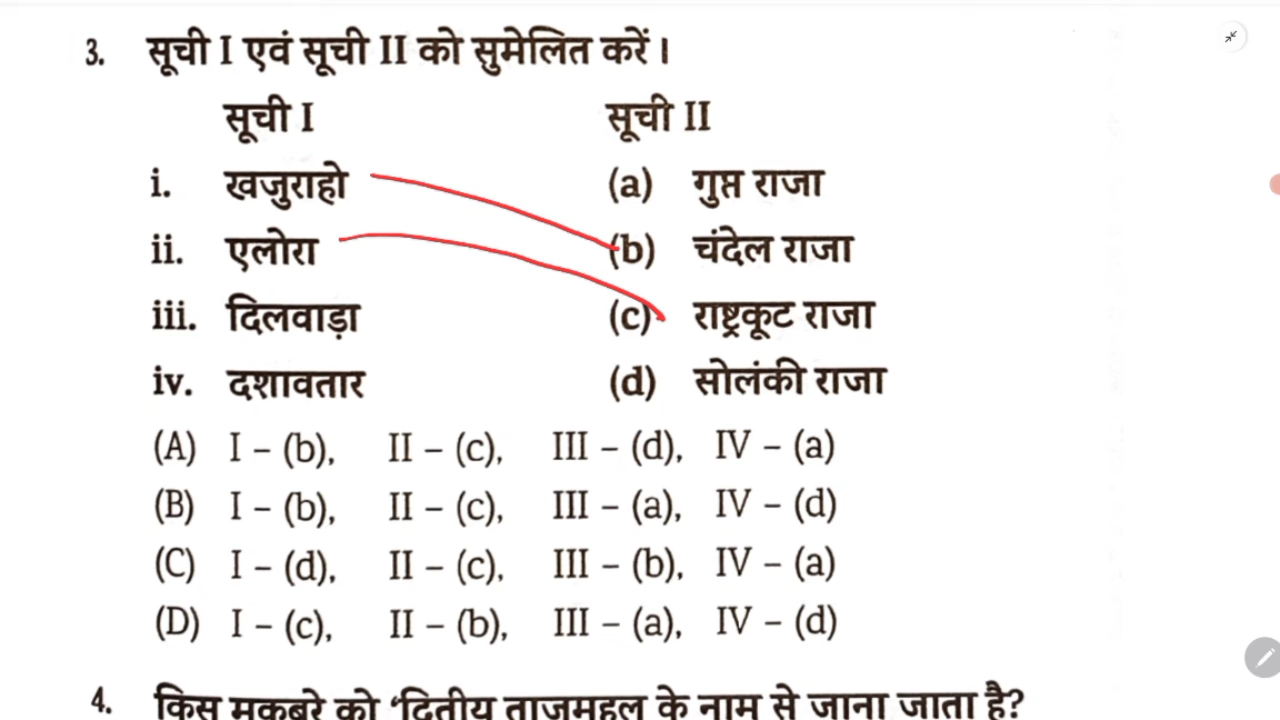 3. सूची I एवं सूची II को सुमेलित करें।
सूची I सूची II
i. खजुराहो (a) गुप्त राजा
ii. एलोरा (b) चंदेल राजा
iii. दिलवाड़ा (c) राष्ट्रकूट राजा
iv. दशावतार (d) सोलंकी राजा
(A) I – (b), II – (c), III – (d), IV – (a)
(B) I – (b), II – (c), III – (a), IV – (d)
(C) I – (d), II – (c), III – (b), IV – (a)
(D) I – (c), II – (b), III – (a), IV – (d)
4. किस मकबरे को ‘द्वितीय ताजमहल के नाम से जाना जाता है?